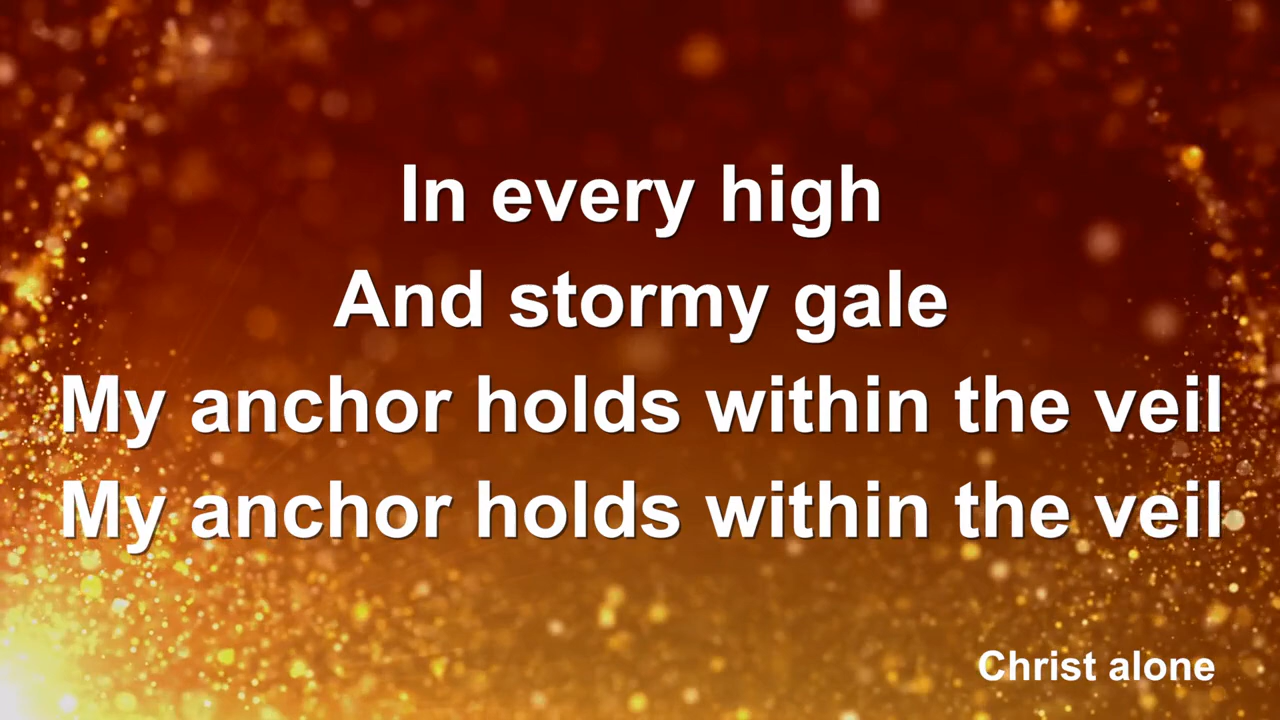 In every high
And stormy gale
My anchor holds within the veil
My anchor holds within the veil
Christ alone